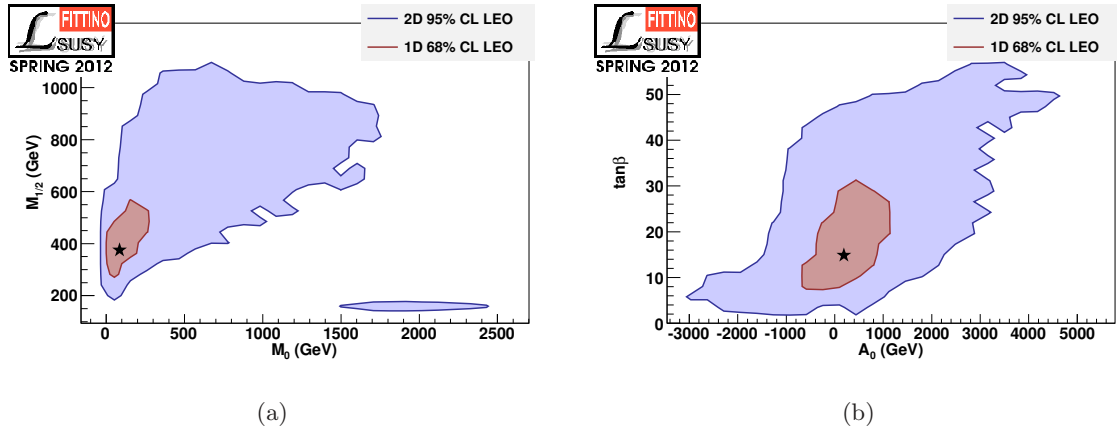 FITTINO
SUSY
SPRING 2012
2D 95% CL LEO
1D 68% CL LEO
1000
800
600
400
200
M1/2 (GeV)
0 500 1000 1500 2000 2500
M0 (GeV)
(a)
FITTINO
SUSY
SPRING 2012
2D 95% CL LEO
1D 68% CL LEO
50
40
30
20
10
0
tanβ
-3000 -2000 -1000 0 1000 2000 3000 4000 5000
A0 (GeV)
(b)